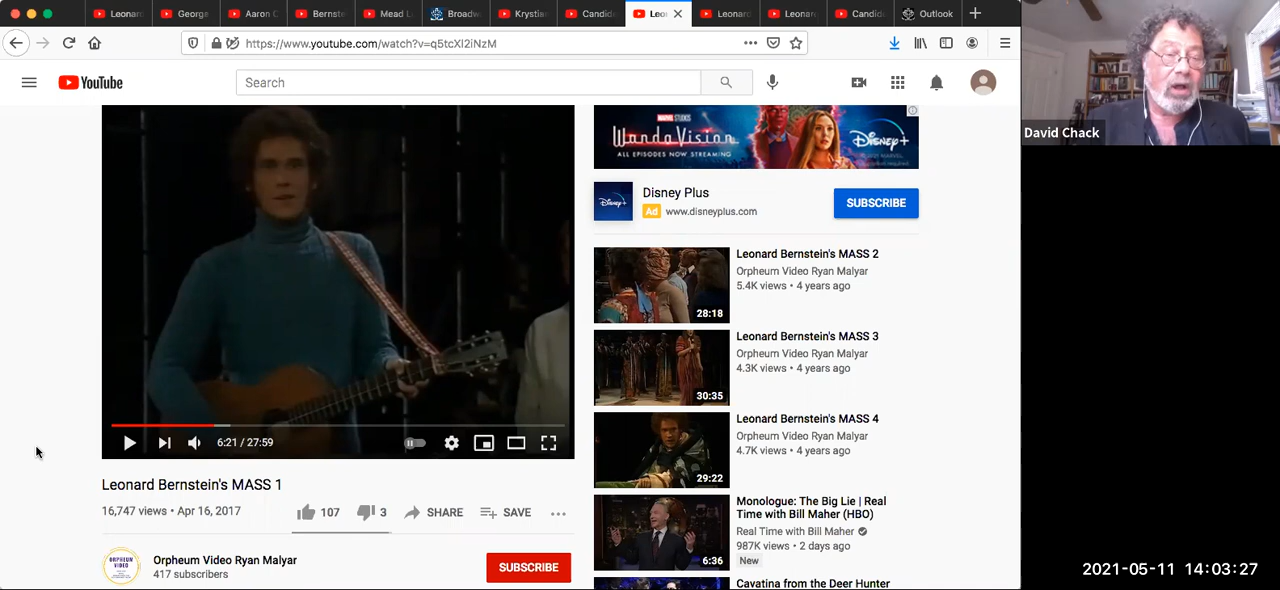 Leonard
George
Aaron C
Bernste
Mead L
Broadw
Krystia
Candid
Leo
Leonard
Leonard
Candid
Outlook
https://www.youtube.com/watch?v=q5tcXl2iNzM
YouTube
Search
David Chack
MARVEL STUDIOS
WandaVision
ALL EPISODES NOW STREAMING
Disney+
Disney+
Disney Plus
Ad www.disneyplus.com
SUBSCRIBE
Leonard Bernstein's MASS 2
Orpheum Video Ryan Malyar
5.4K views • 4 years ago
28:18
Leonard Bernstein's MASS 3
Orpheum Video Ryan Malyar
4.3K views • 4 years ago
30:35
Leonard Bernstein's MASS 4
Orpheum Video Ryan Malyar
4.7K views • 4 years ago
29:22
Monologue: The Big Lie | Real
Time with Bill Maher (HBO)
Real Time with Bill Maher
987K views • 2 days ago
New
6:36
Cavatina from the Deer Hunter
6:21 / 27:59
Leonard Bernstein's MASS 1
16,747 views • Apr 16, 2017
107
3
SHARE
SAVE
ORPHEUM
VIDEO
Orpheum Video Ryan Malyar
417 subscribers
SUBSCRIBE
2021-05-11 14:03:27